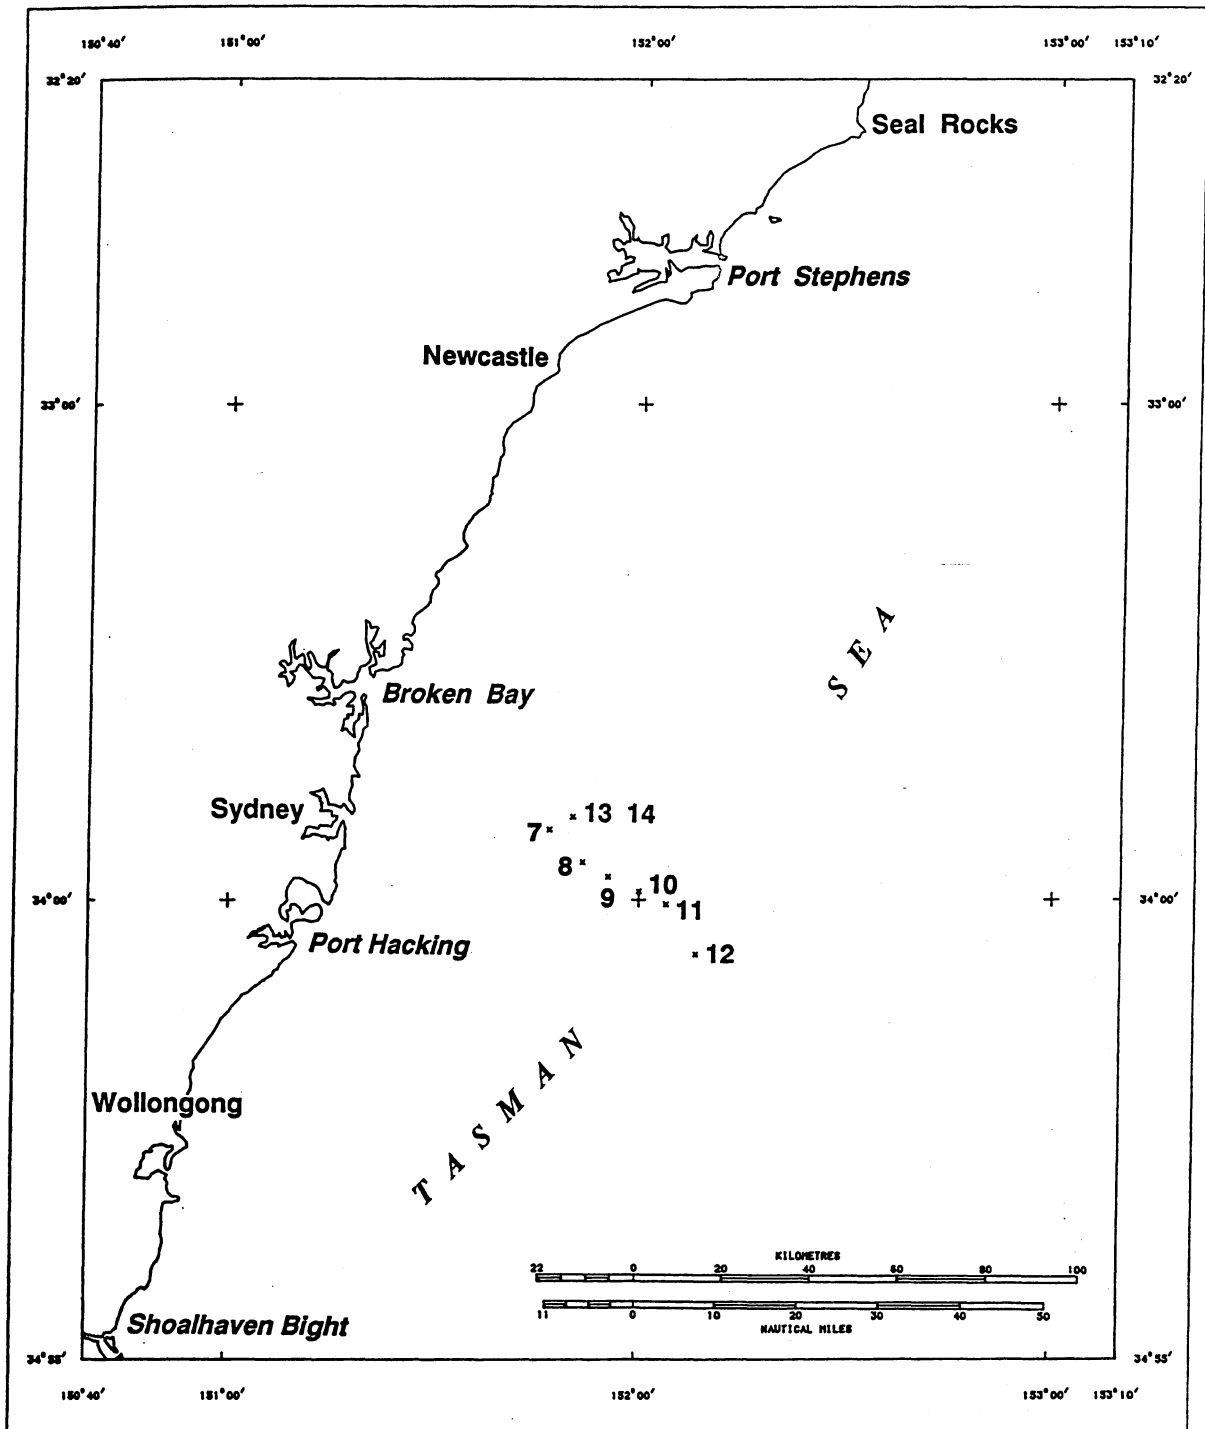 150°40′ 151°00′ 152°00′ 153°00′ 153°10′
32°20′ 32°20′
Seal Rocks
Port Stephens
Newcastle
33°00′ 33°00′
SEA
Broken Bay
Sydney
13 14
7
8
10
9
34°00′ 34°00′
11
Port Hacking
12
TASMAN
Wollongong
KILOMETRES
22 0 20 40 60 80 100
11 0 10 20 30 40 50
NAUTICAL MILES
Shoalhaven Bight
34°55′ 34°55′
150°40′ 151°00′ 152°00′ 153°00′ 153°10′